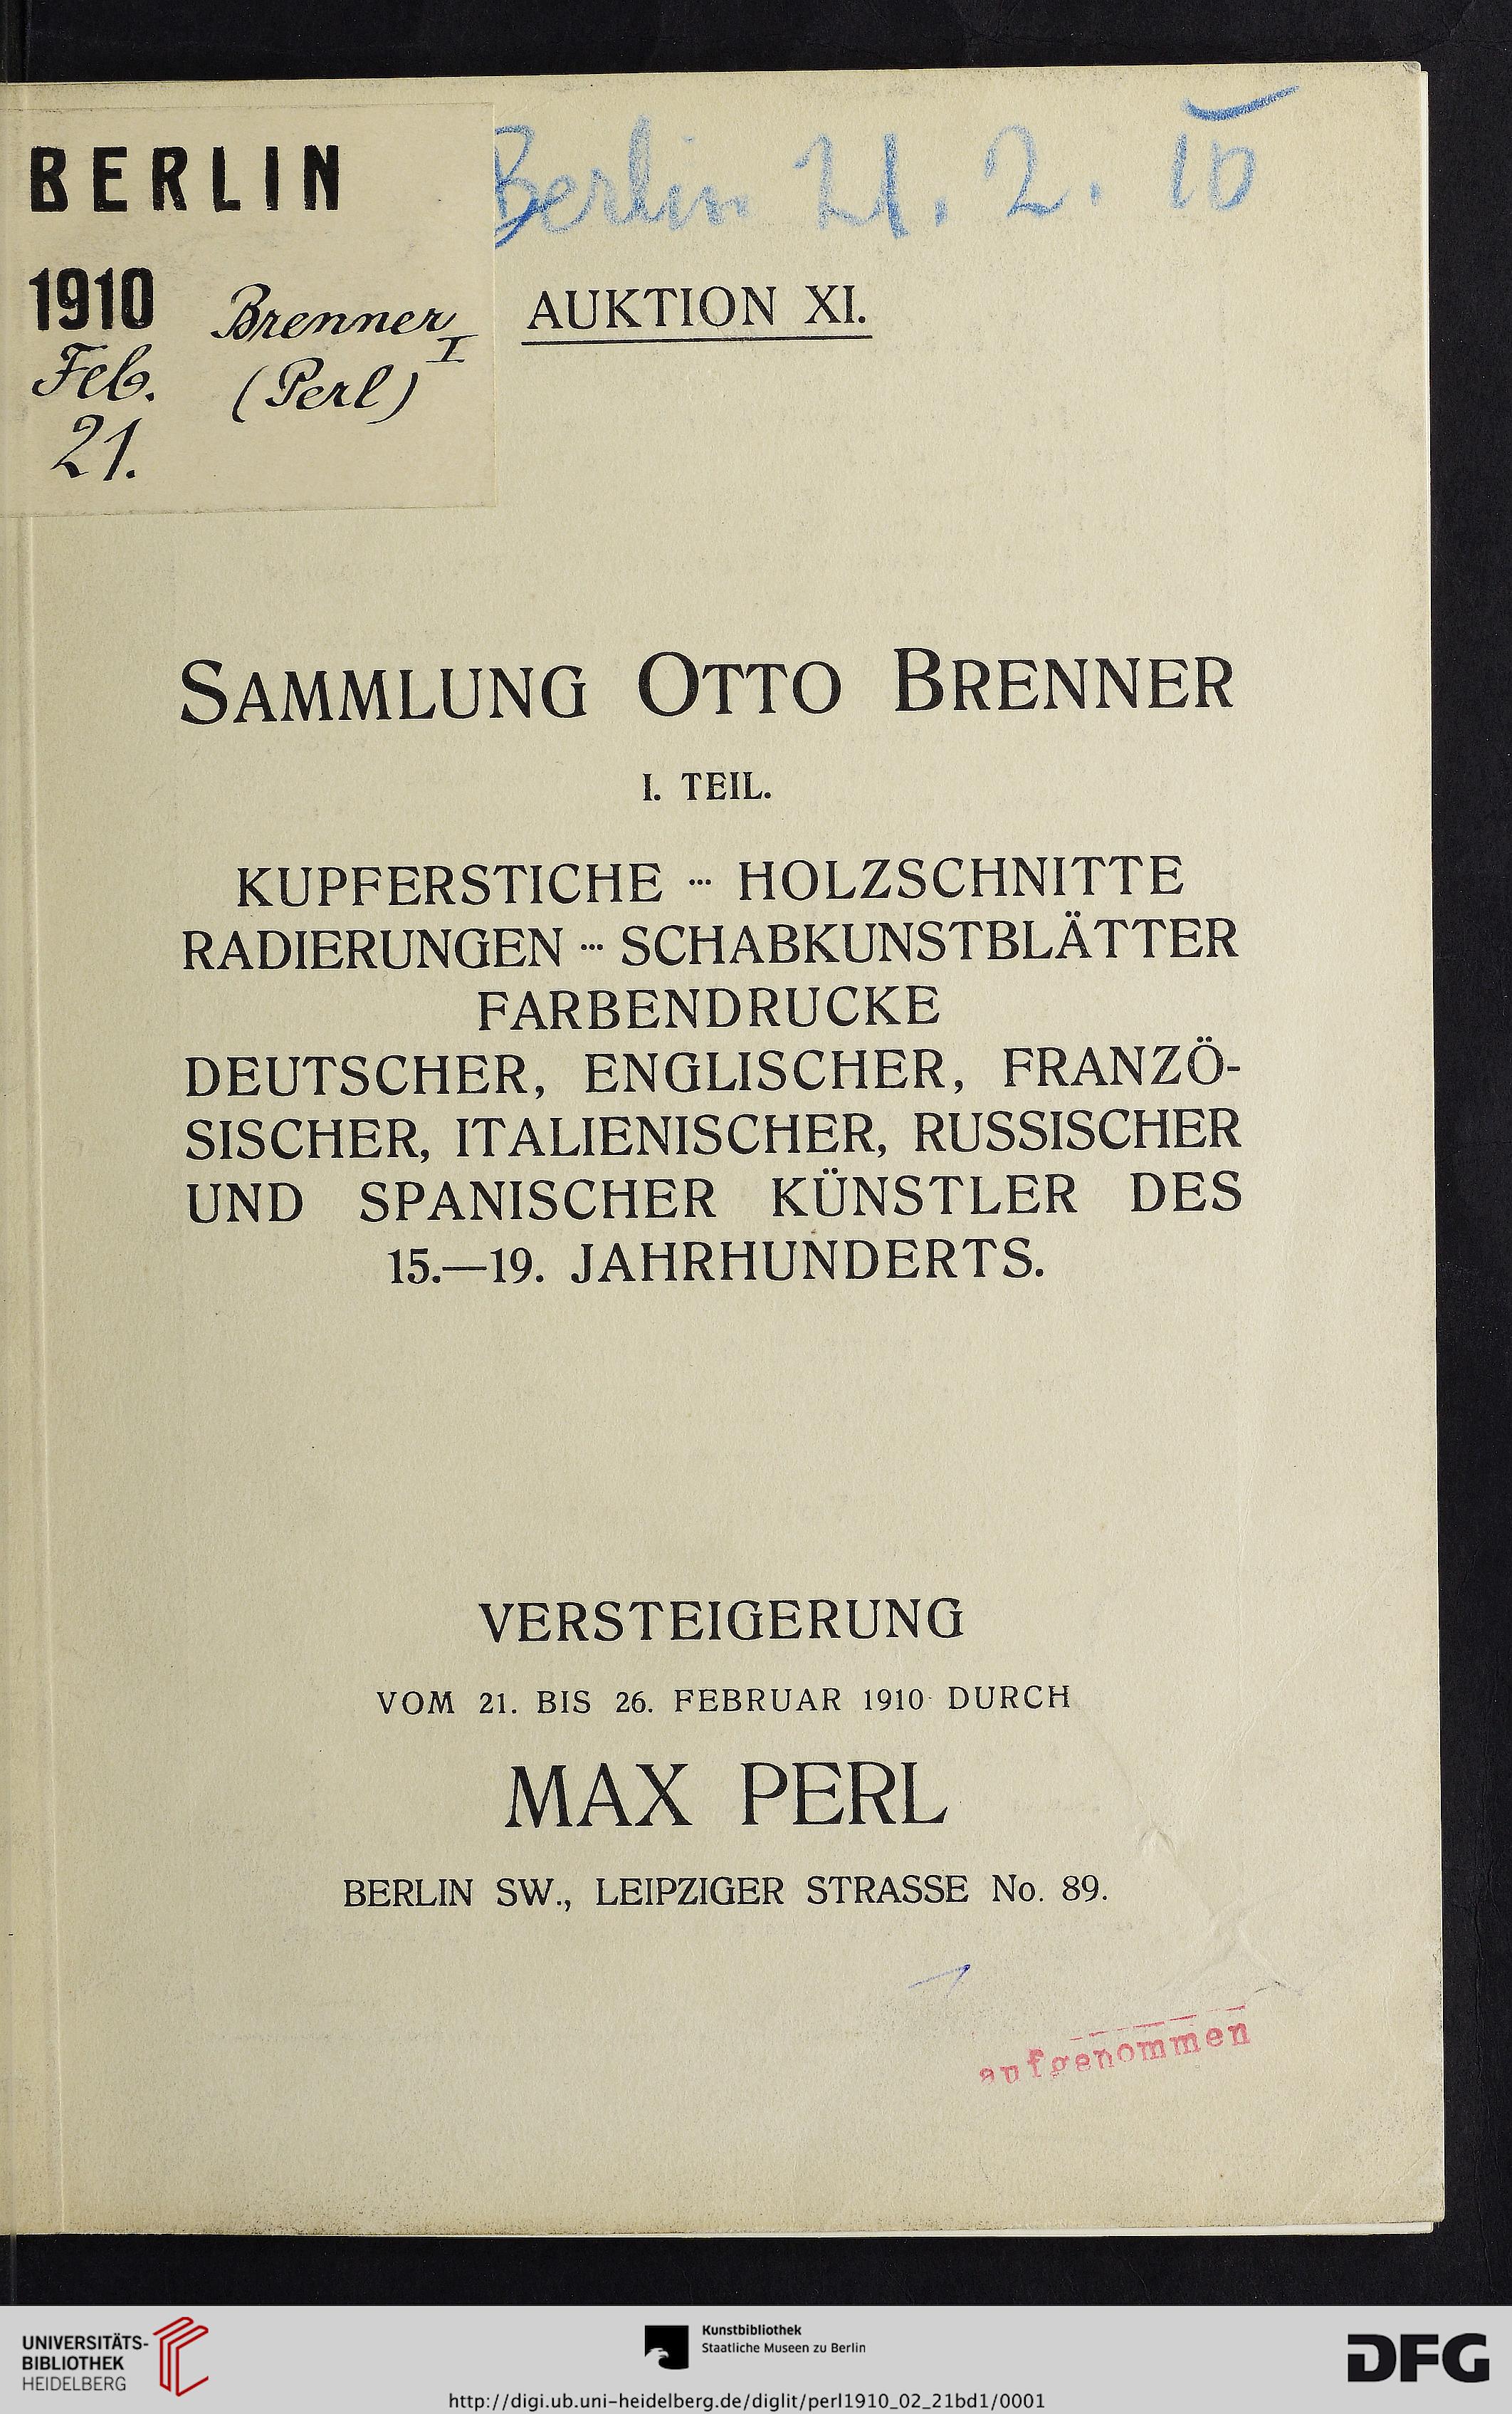 BERLIN
1910 Brenner I
Feb. (Perl)
21.
Berlin 21. 2. 10
AUKTION XI.
SAMMLUNG OTTO BRENNER
I. TEIL.
KUPFERSTICHE ··· HOLZSCHNITTE
RADIERUNGEN ··· SCHABKUNSTBLÄTTER
FARBENDRUCKE
DEUTSCHER, ENGLISCHER, FRANZÖ-
SISCHER, ITALIENISCHER, RUSSISCHER
UND SPANISCHER KÜNSTLER DES
15.—19. JAHRHUNDERTS.
VERSTEIGERUNG
VOM 21. BIS 26. FEBRUAR 1910 DURCH
MAX PERL
BERLIN SW., LEIPZIGER STRASSE No. 89.
aufgenommen
UNIVERSITÄTS-
BIBLIOTHEK
HEIDELBERG
Kunstbibliothek
Staatliche Museen zu Berlin
DFG
http://digi.ub.uni-heidelberg.de/diglit/perl1910_02_21bd1/0001